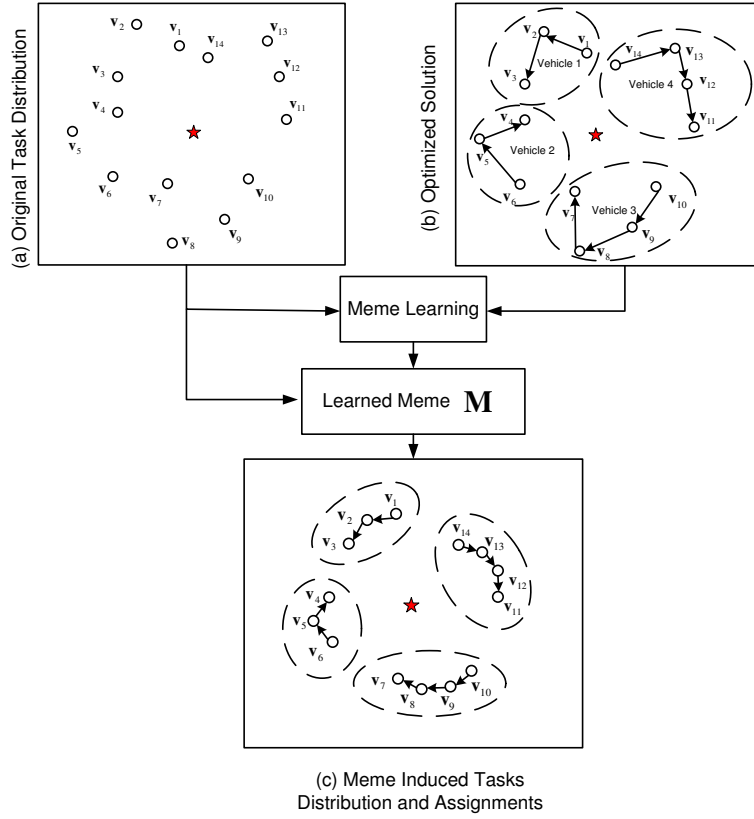 (a) Original Task Distribution
v2
v1
v14
v13
v3
v12
v4
v11
v5
v6
v7
v10
v9
v8
(b) Optimized Solution
v2
v1
Vehicle 1
v3
v14
v13
Vehicle 4
v12
v11
v4
v5
Vehicle 2
v6
v7
Vehicle 3
v10
v9
v8
Meme Learning
Learned Meme M
v1
v2
v3
v14
v13
v12
v11
v4
v5
v6
v7
v8
v9
v10
(c) Meme Induced Tasks
Distribution and Assignments